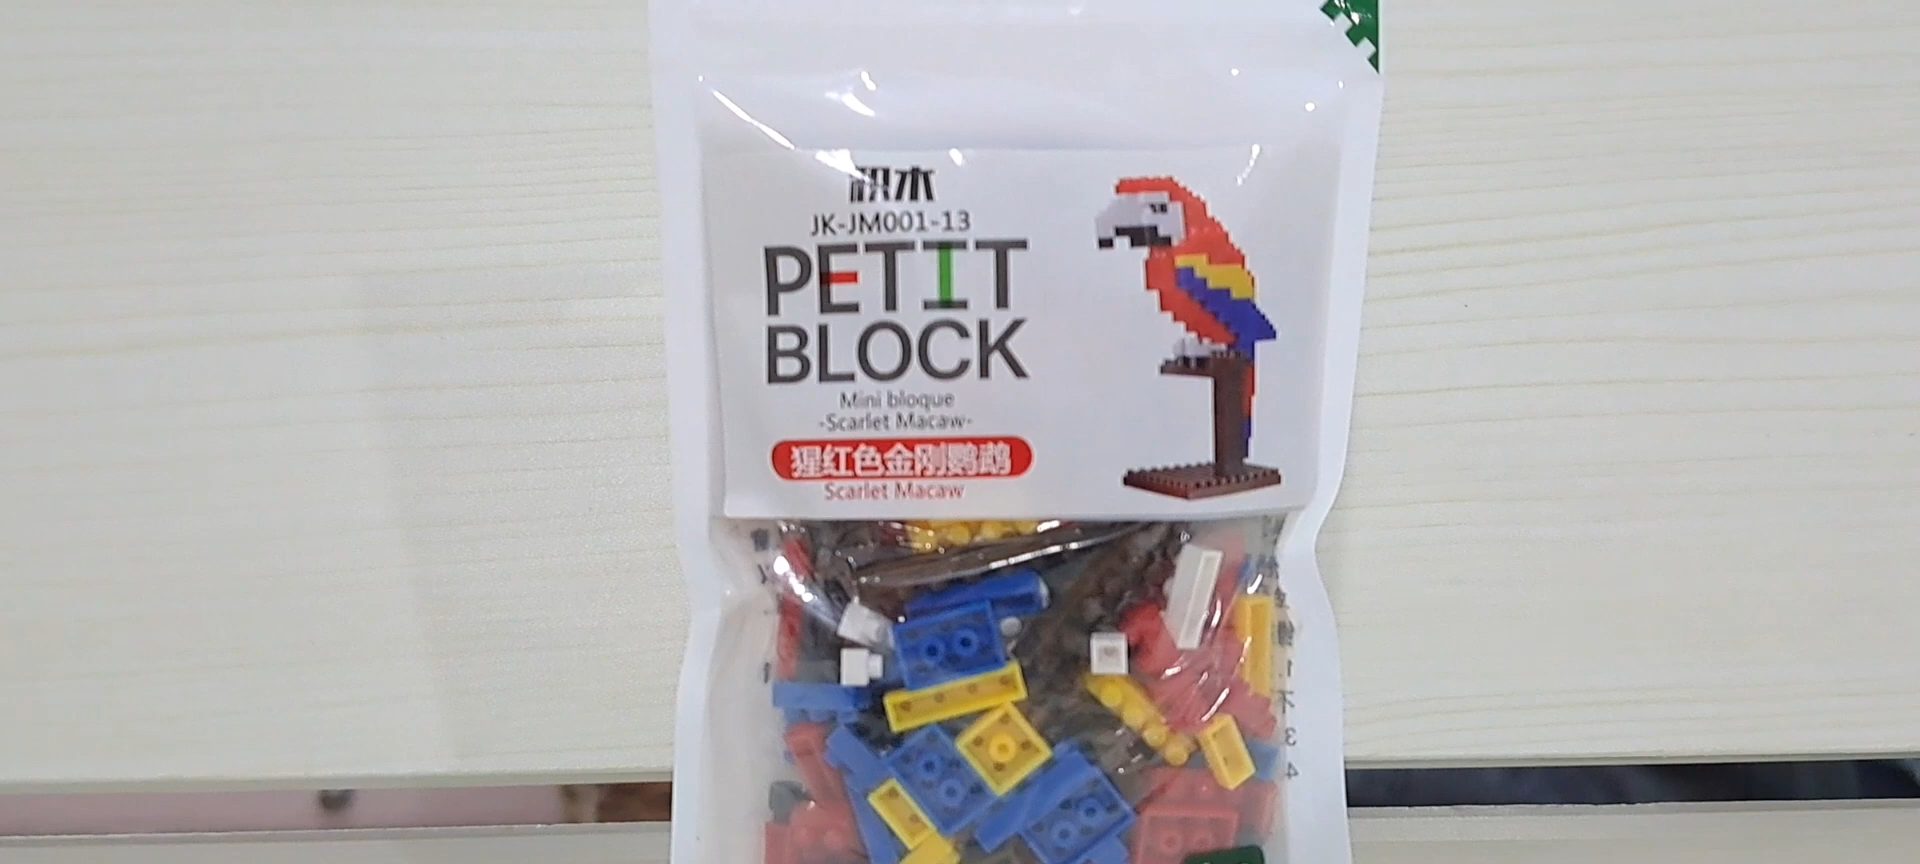 积木
JK-JM001-13
PETIT
BLOCK
Mini bloque
-Scarlet Macaw-
猩红色金刚鹦鹉
Scarlet Macaw